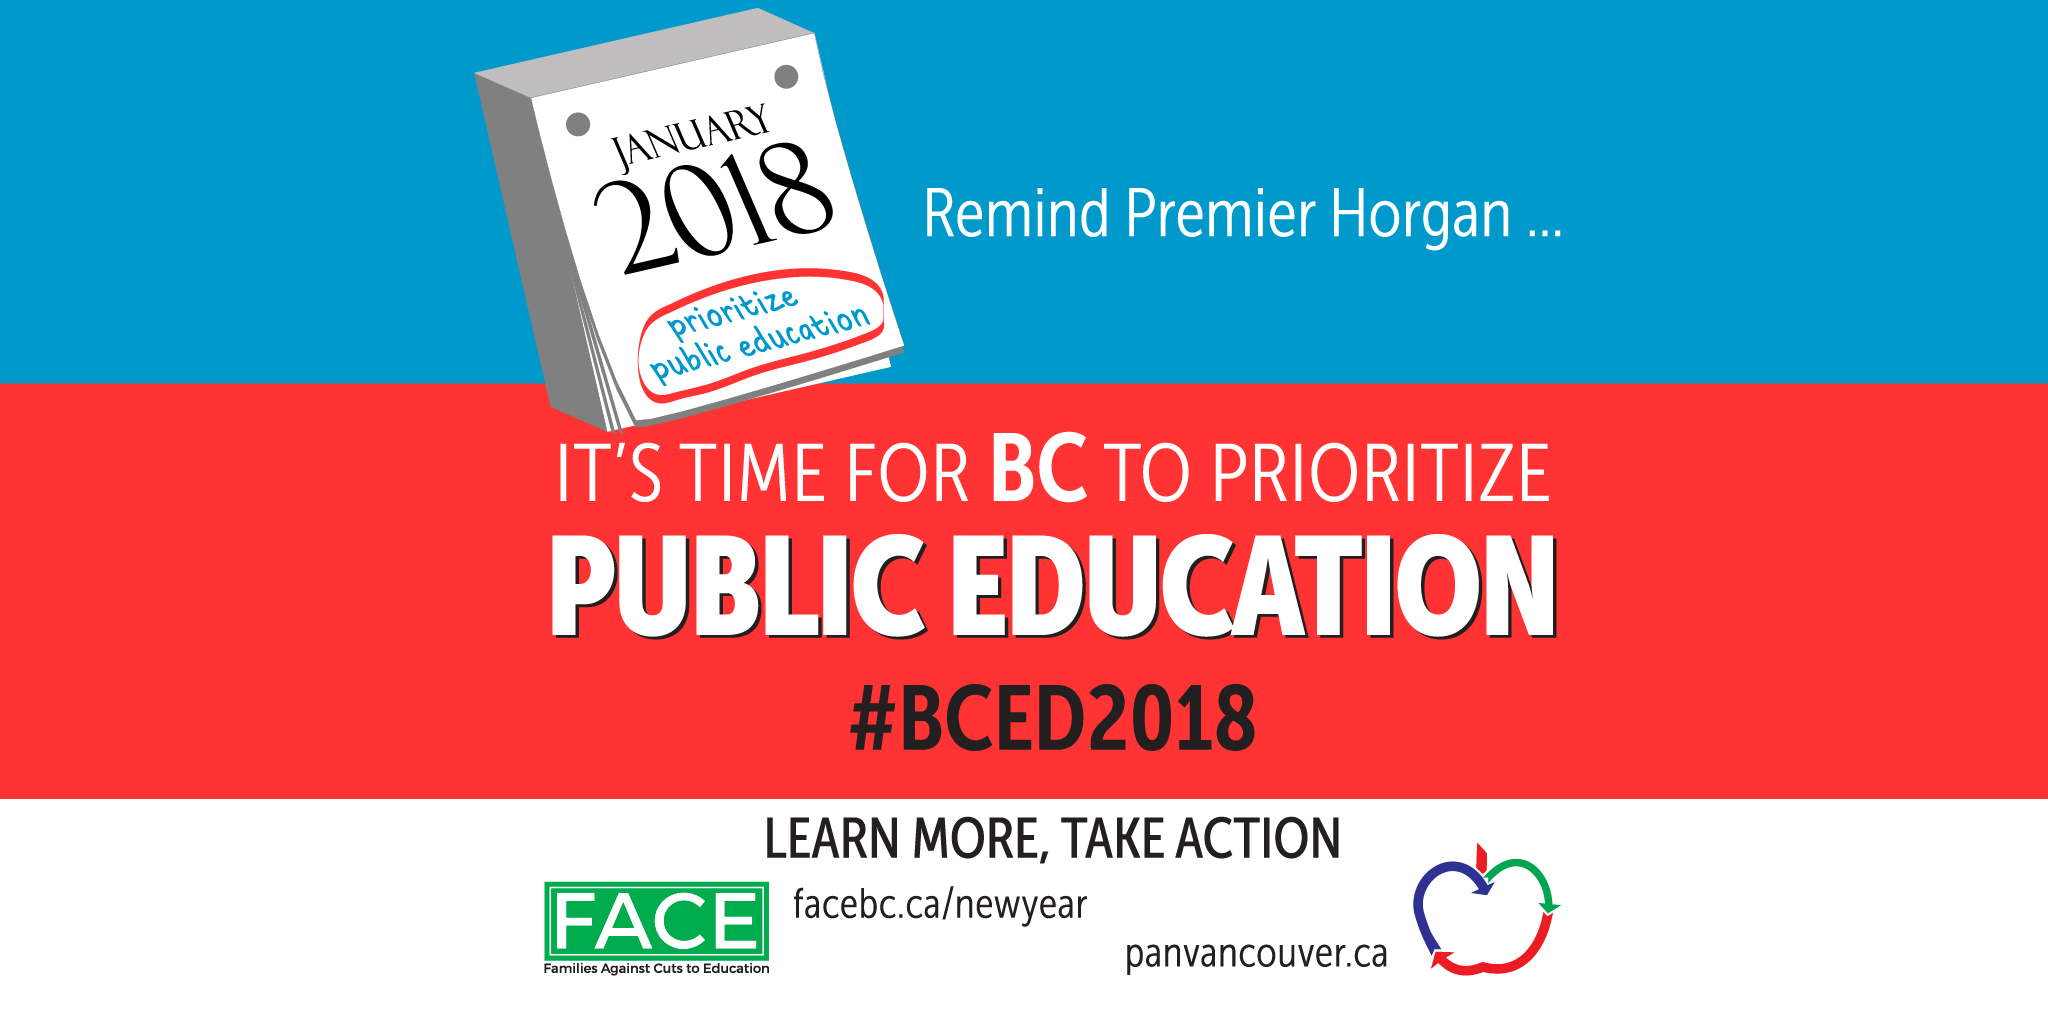 JANUARY
2018
prioritize
public education
Remind Premier Horgan ...
IT'S TIME FOR BC TO PRIORITIZE
PUBLIC EDUCATION
#BCED2018
LEARN MORE, TAKE ACTION
FACE
Families Against Cuts to Education
facebc.ca/newyear
panvancouver.ca